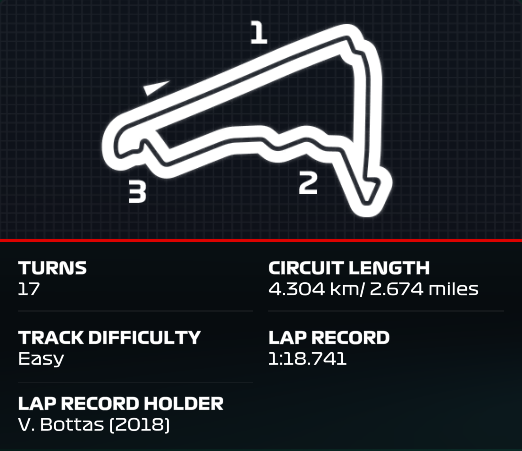 1
2
3
TURNS
17
CIRCUIT LENGTH
4.304 km/ 2.674 miles
TRACK DIFFICULTY
Easy
LAP RECORD
1:18.741
LAP RECORD HOLDER
V. Bottas (2018)